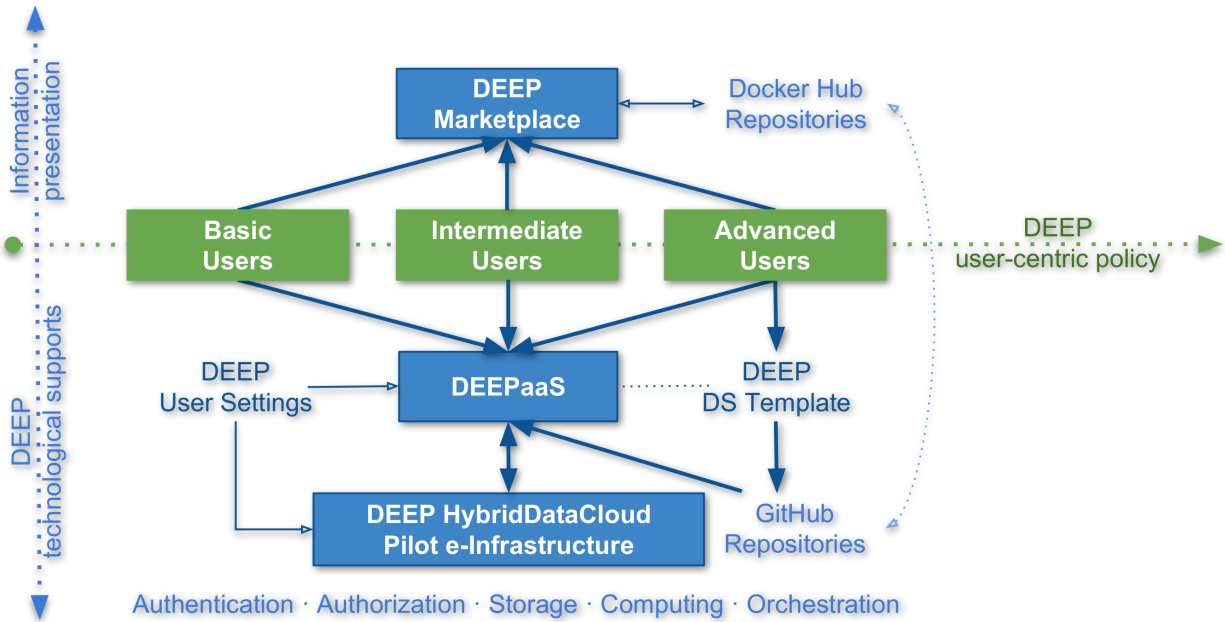 Information
presentation
DEEP
Marketplace
Docker Hub
Repositories
Basic
Users
Intermediate
Users
Advanced
Users
DEEP
user-centric policy
DEEP
technological supports
DEEP
User Settings
DEEPaaS
DEEP
DS Template
DEEP HybridDataCloud
Pilot e-Infrastructure
GitHub
Repositories
Authentication · Authorization · Storage · Computing · Orchestration